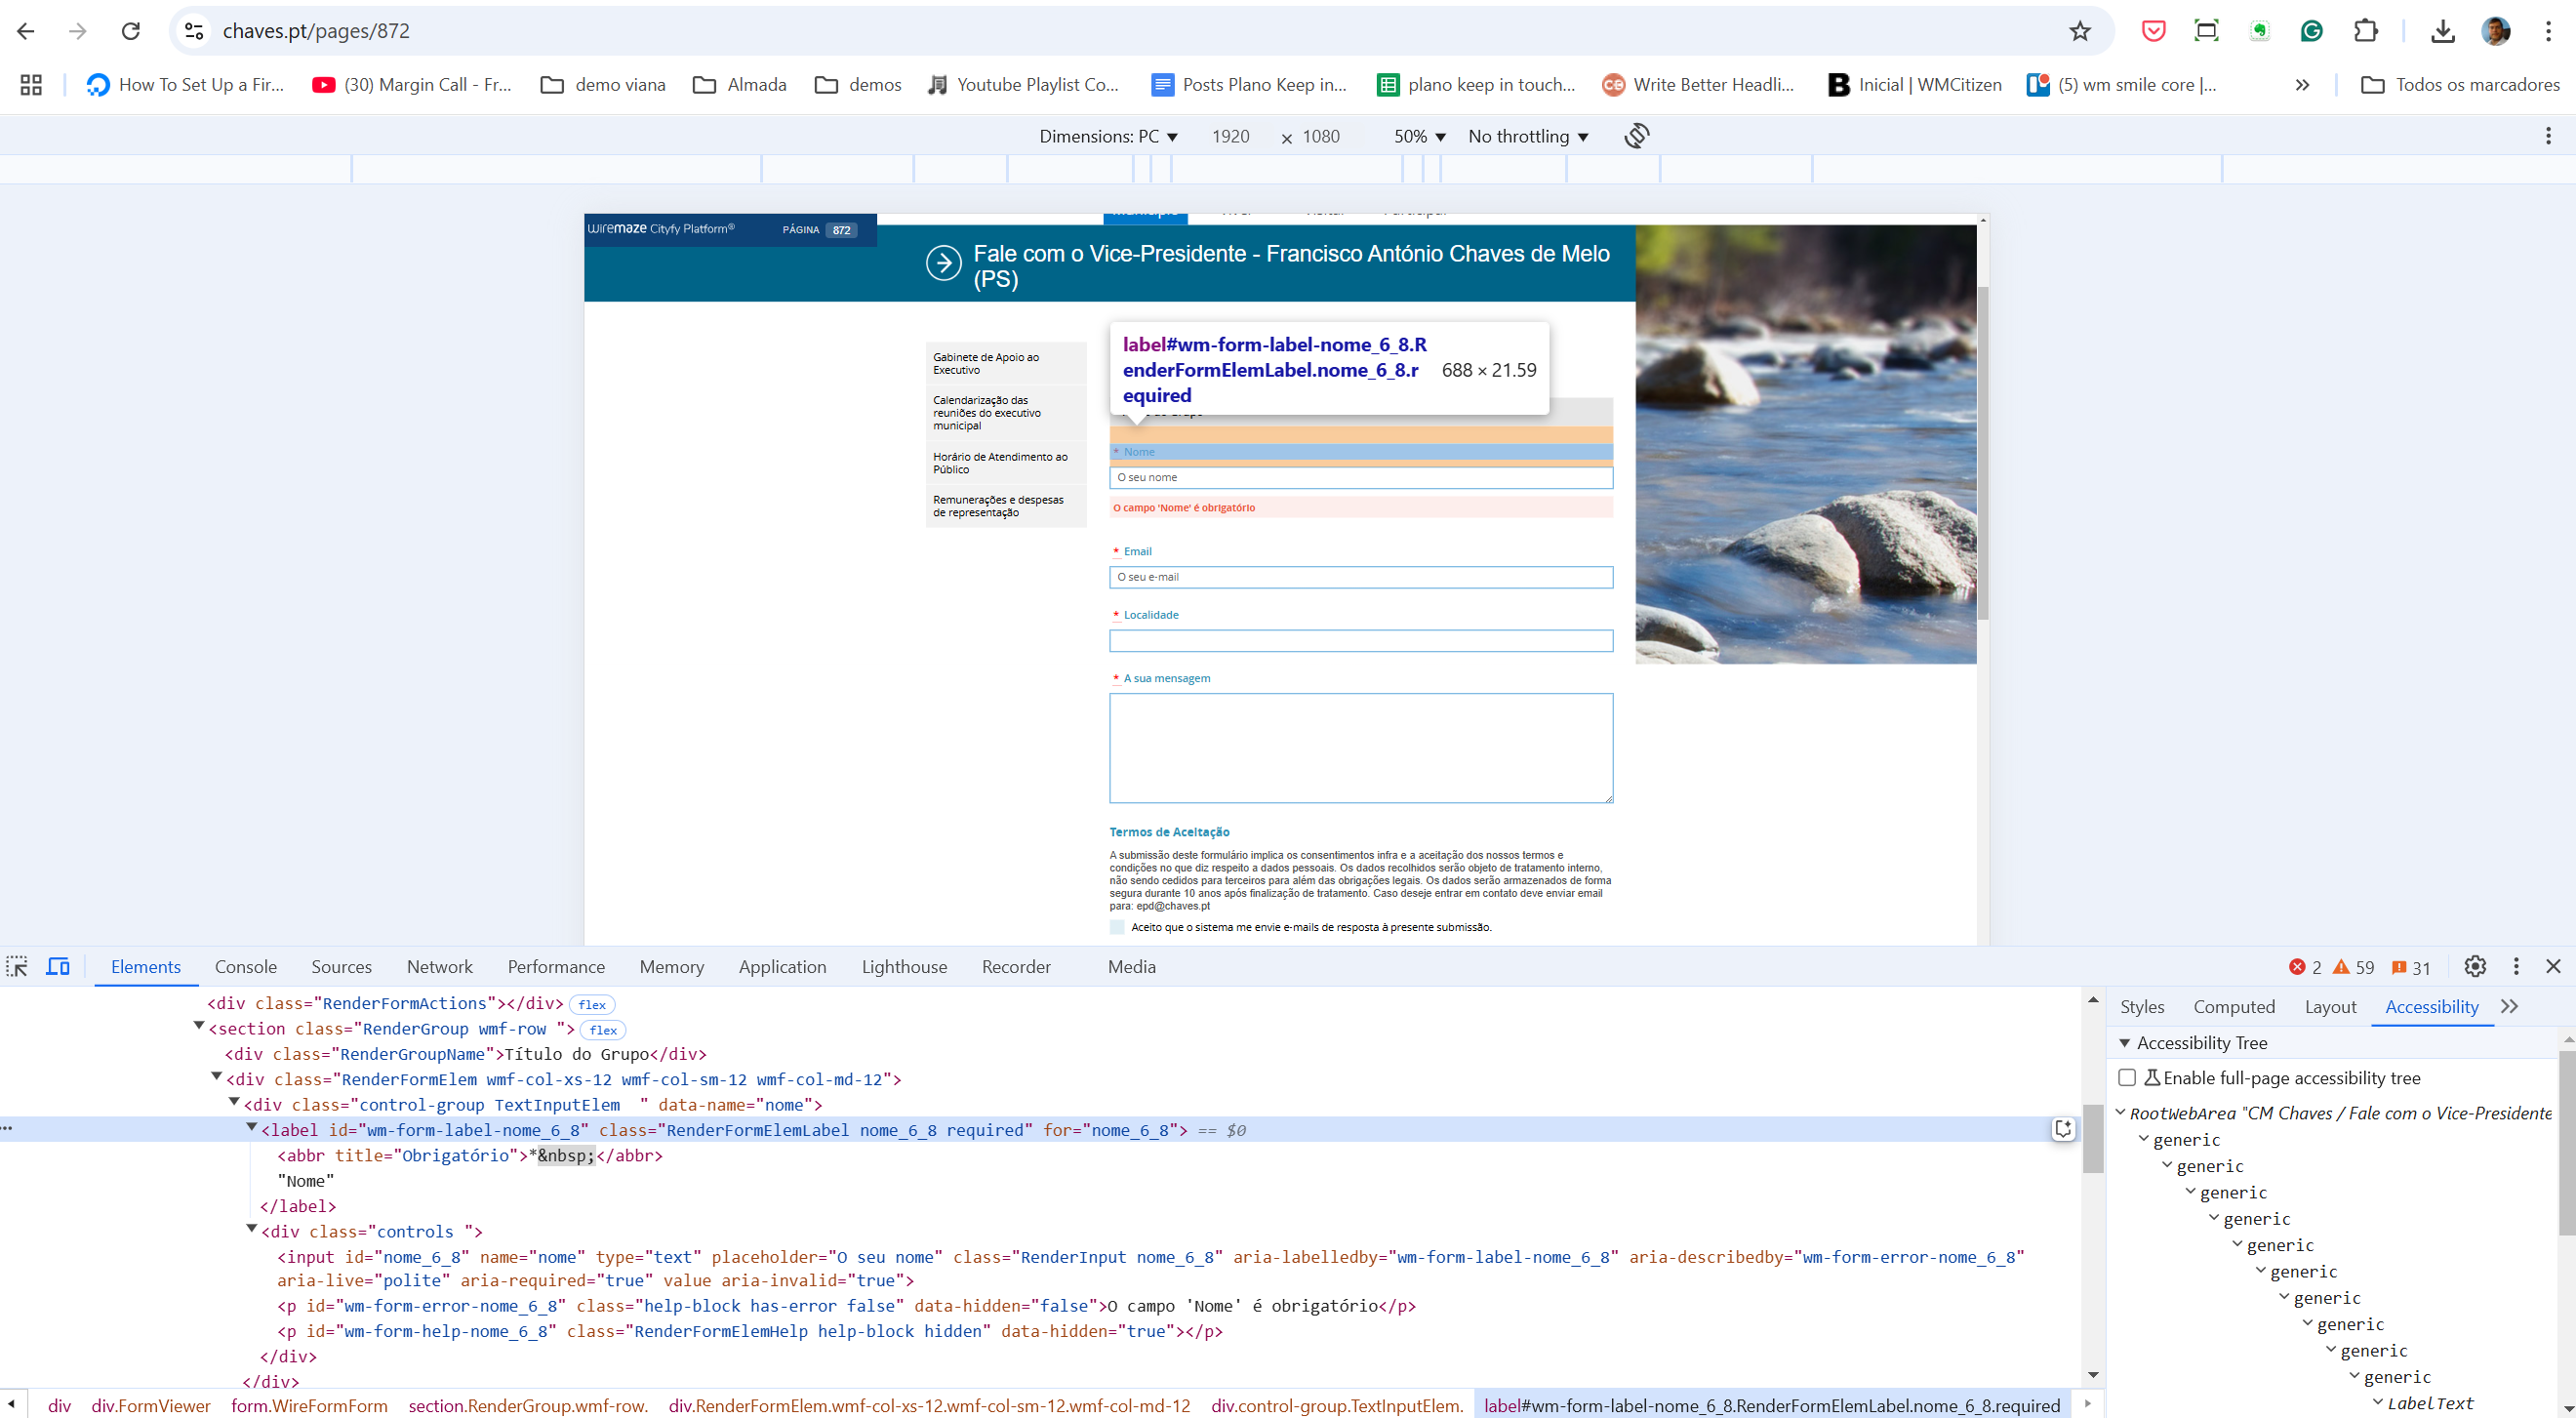 chaves.pt/pages/872
How To Set Up a Fir...
(30) Margin Call - Fr...
demo viana
Almada
demos
Youtube Playlist Co...
Posts Plano Keep in...
plano keep in touch...
Write Better Headli...
Inicial | WMCitizen
(5) wm smile core |...
Todos os marcadores
Dimensions: PC
1920 × 1080
50%
No throttling
wiremaze Cityfy Platform®
PÁGINA 872
Fale com o Vice-Presidente - Francisco António Chaves de Melo
(PS)
Gabinete de Apoio ao
Executivo
Calendarização das
reuniões do executivo
municipal
Horário de Atendimento ao
Público
Remunerações e despesas
de representação
label#wm-form-label-nome_6_8.R
enderFormElemLabel.nome_6_8.r
equired
688 × 21.59
* Nome
O seu nome
O campo 'Nome' é obrigatório
* Email
O seu e-mail
* Localidade
* A sua mensagem
Termos de Aceitação
A submissão deste formulário implica os consentimentos infra e a aceitação dos nossos termos e
condições no que diz respeito a dados pessoais. Os dados recolhidos serão objeto de tratamento interno,
não sendo cedidos para terceiros para além das obrigações legais. Os dados serão armazenados de forma
segura durante 10 anos após finalização de tratamento. Caso deseje entrar em contato deve enviar email
para: epd@chaves.pt
Aceito que o sistema me envie e-mails de resposta à presente submissão.
Elements
Console
Sources
Network
Performance
Memory
Application
Lighthouse
Recorder
Media
2
59
31
<div class="RenderFormActions"></div> flex
<section class="RenderGroup wmf-row "> flex
<div class="RenderGroupName">Título do Grupo</div>
<div class="RenderFormElem wmf-col-xs-12 wmf-col-sm-12 wmf-col-md-12">
<div class="control-group TextInputElem  " data-name="nome">
<label id="wm-form-label-nome_6_8" class="RenderFormElemLabel nome_6_8 required" for="nome_6_8"> == $0
<abbr title="Obrigatório">*&nbsp;</abbr>
"Nome"
</label>
<div class="controls ">
<input id="nome_6_8" name="nome" type="text" placeholder="O seu nome" class="RenderInput nome_6_8" aria-labelledby="wm-form-label-nome_6_8" aria-describedby="wm-form-error-nome_6_8"
aria-live="polite" aria-required="true" value aria-invalid="true">
<p id="wm-form-error-nome_6_8" class="help-block has-error false" data-hidden="false">O campo 'Nome' é obrigatório</p>
<p id="wm-form-help-nome_6_8" class="RenderFormElemHelp help-block hidden" data-hidden="true"></p>
</div>
</div>
Styles
Computed
Layout
Accessibility
Accessibility Tree
Enable full-page accessibility tree
RootWebArea "CM Chaves / Fale com o Vice-Presidente
generic
generic
generic
generic
generic
generic
generic
generic
generic
generic
LabelText
div
div.FormViewer
form.WireFormForm
section.RenderGroup.wmf-row.
div.RenderFormElem.wmf-col-xs-12.wmf-col-sm-12.wmf-col-md-12
div.control-group.TextInputElem.
label#wm-form-label-nome_6_8.RenderFormElemLabel.nome_6_8.required